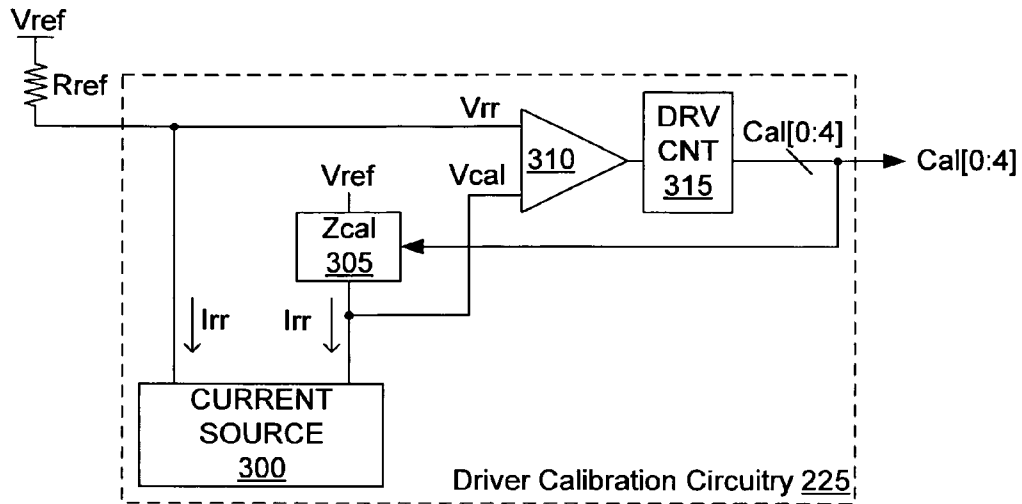 Vref
Rref
Vrr
DRV
CNT
315
Cal[0:4]
Cal[0:4]
310
Vcal
Vref
Zcal
305
Irr
Irr
CURRENT
SOURCE
300
Driver Calibration Circuitry 225